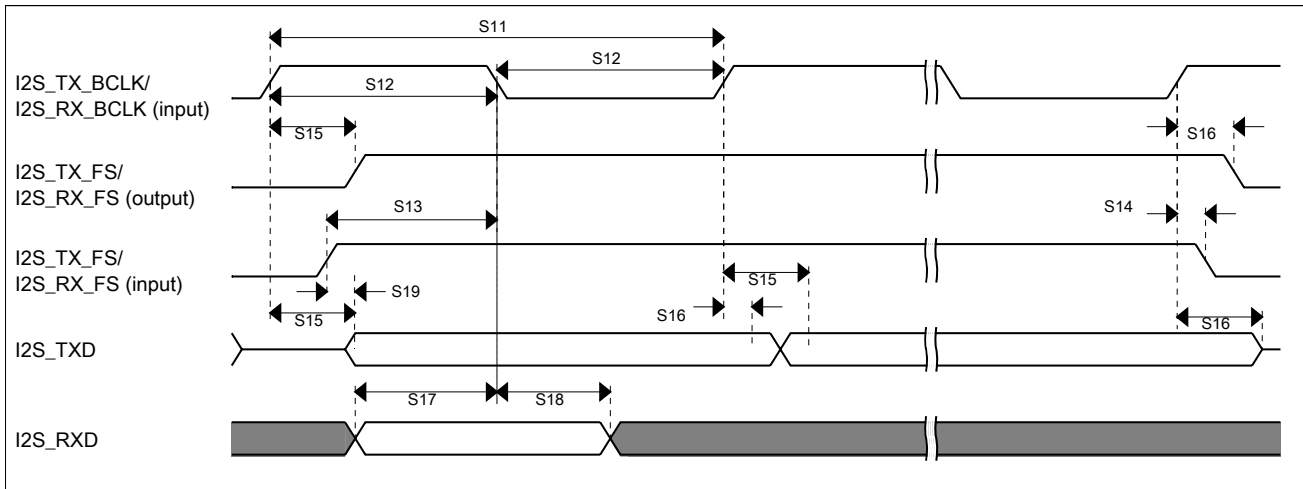 S11
I2S_TX_BCLK/
I2S_RX_BCLK (input)
S12
S12
S15
S16
I2S_TX_FS/
I2S_RX_FS (output)
S13
S14
I2S_TX_FS/
I2S_RX_FS (input)
S15
S19
S15
S16
S16
I2S_TXD
S17
S18
I2S_RXD